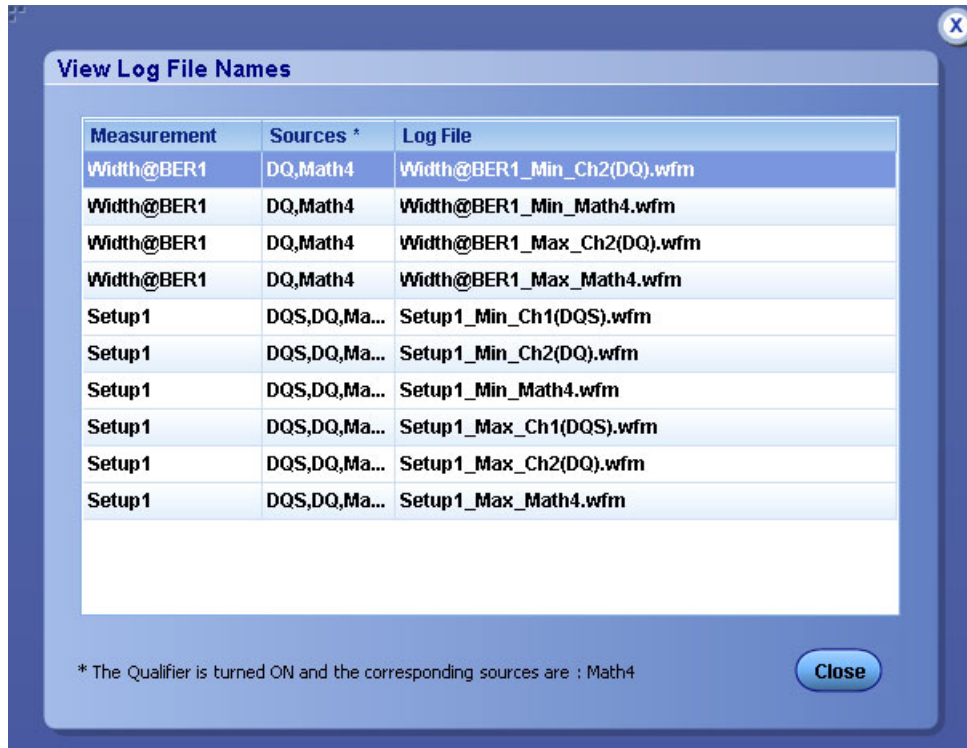 X
View Log File Names
Measurement Sources * Log File
Width@BER1 DQ,Math4 Width@BER1_Min_Ch2(DQ).wfm
Width@BER1 DQ,Math4 Width@BER1_Min_Math4.wfm
Width@BER1 DQ,Math4 Width@BER1_Max_Ch2(DQ).wfm
Width@BER1 DQ,Math4 Width@BER1_Max_Math4.wfm
Setup1 DQS,DQ,Ma... Setup1_Min_Ch1(DQS).wfm
Setup1 DQS,DQ,Ma... Setup1_Min_Ch2(DQ).wfm
Setup1 DQS,DQ,Ma... Setup1_Min_Math4.wfm
Setup1 DQS,DQ,Ma... Setup1_Max_Ch1(DQS).wfm
Setup1 DQS,DQ,Ma... Setup1_Max_Ch2(DQ).wfm
Setup1 DQS,DQ,Ma... Setup1_Max_Math4.wfm
* The Qualifier is turned ON and the corresponding sources are : Math4
Close